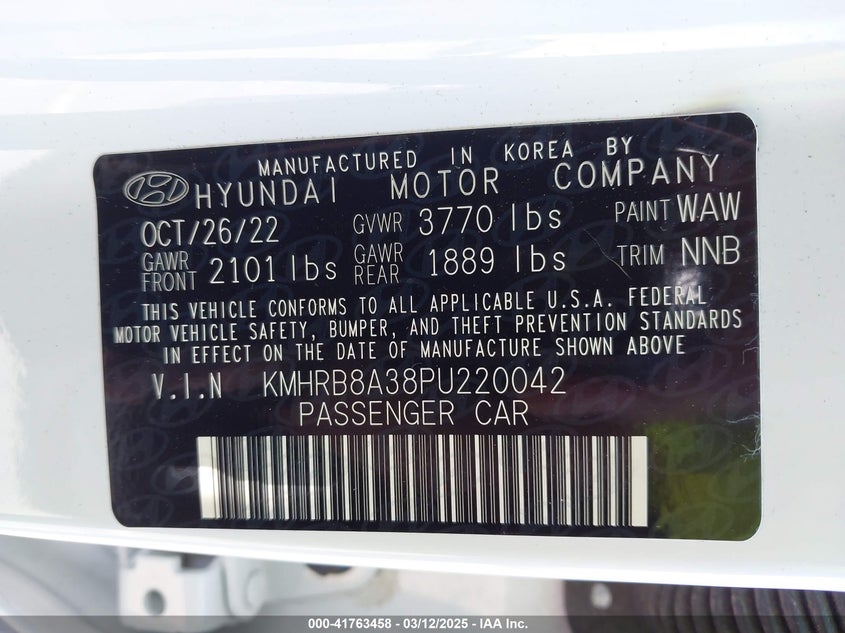 MANUFACTURED IN KOREA BY
HYUNDAI MOTOR COMPANY
OCT/26/22 GVWR 3770 lbs PAINT WAW
GAWR FRONT 2101 lbs GAWR REAR 1889 lbs TRIM NNB
THIS VEHICLE CONFORMS TO ALL APPLICABLE U.S.A. FEDERAL
MOTOR VEHICLE SAFETY, BUMPER, AND THEFT PREVENTION STANDARDS
IN EFFECT ON THE DATE OF MANUFACTURE SHOWN ABOVE
V.I.N KMHRB8A38PU220042
PASSENGER CAR
000-41763458 - 03/12/2025 - IAA Inc.